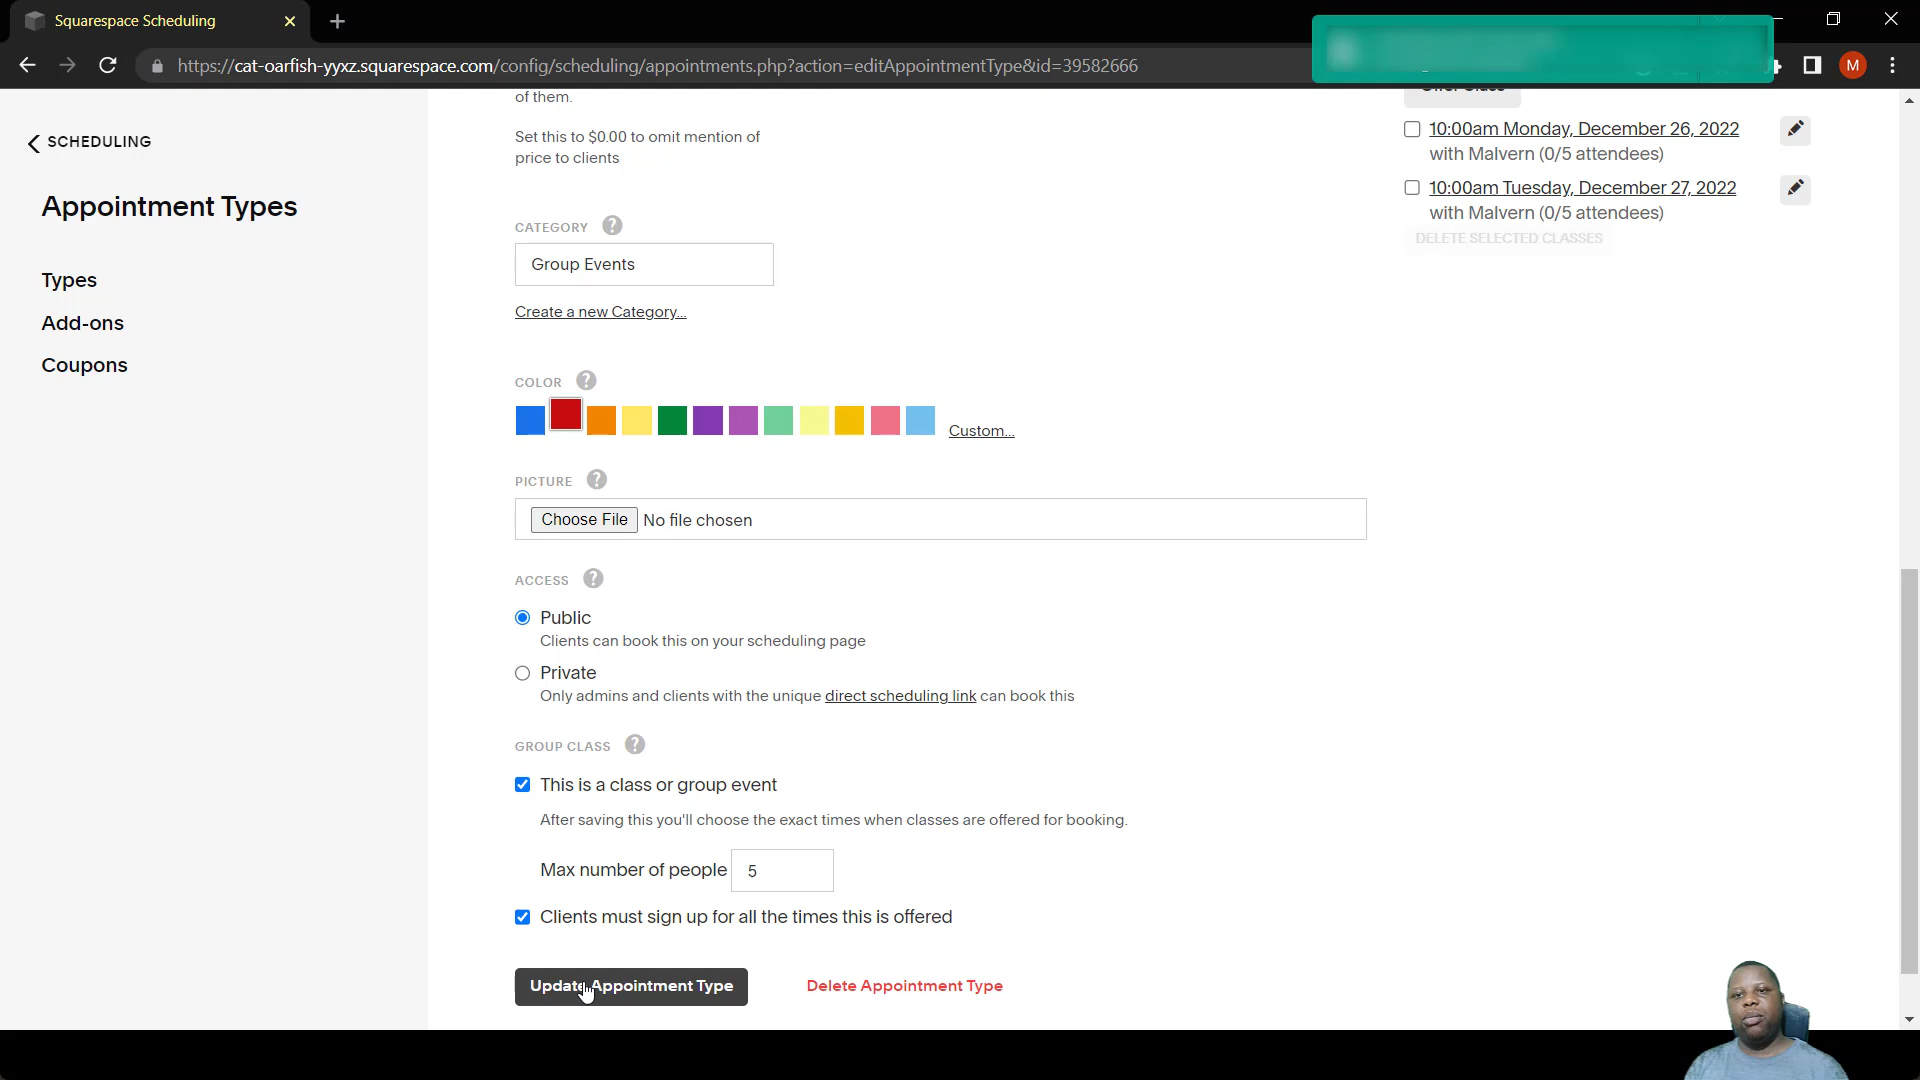 Squarespace Scheduling
https://cat-oarfish-yyxz.squarespace.com/config/scheduling/appointments.php?action=editAppointmentType&id=39582666
M
SCHEDULING
Appointment Types
Types
Add-ons
Coupons
of them.
Set this to $0.00 to omit mention of
price to clients
CATEGORY ?
Group Events
Create a new Category...
COLOR ?
Custom...
PICTURE ?
Choose File No file chosen
ACCESS ?
Public
Clients can book this on your scheduling page
Private
Only admins and clients with the unique direct scheduling link can book this
GROUP CLASS ?
This is a class or group event
After saving this you'll choose the exact times when classes are offered for booking.
Max number of people 5
Clients must sign up for all the times this is offered
Update Appointment Type
Delete Appointment Type
Offer Class
10:00am Monday, December 26, 2022
with Malvern (0/5 attendees)
10:00am Tuesday, December 27, 2022
with Malvern (0/5 attendees)
DELETE SELECTED CLASSES